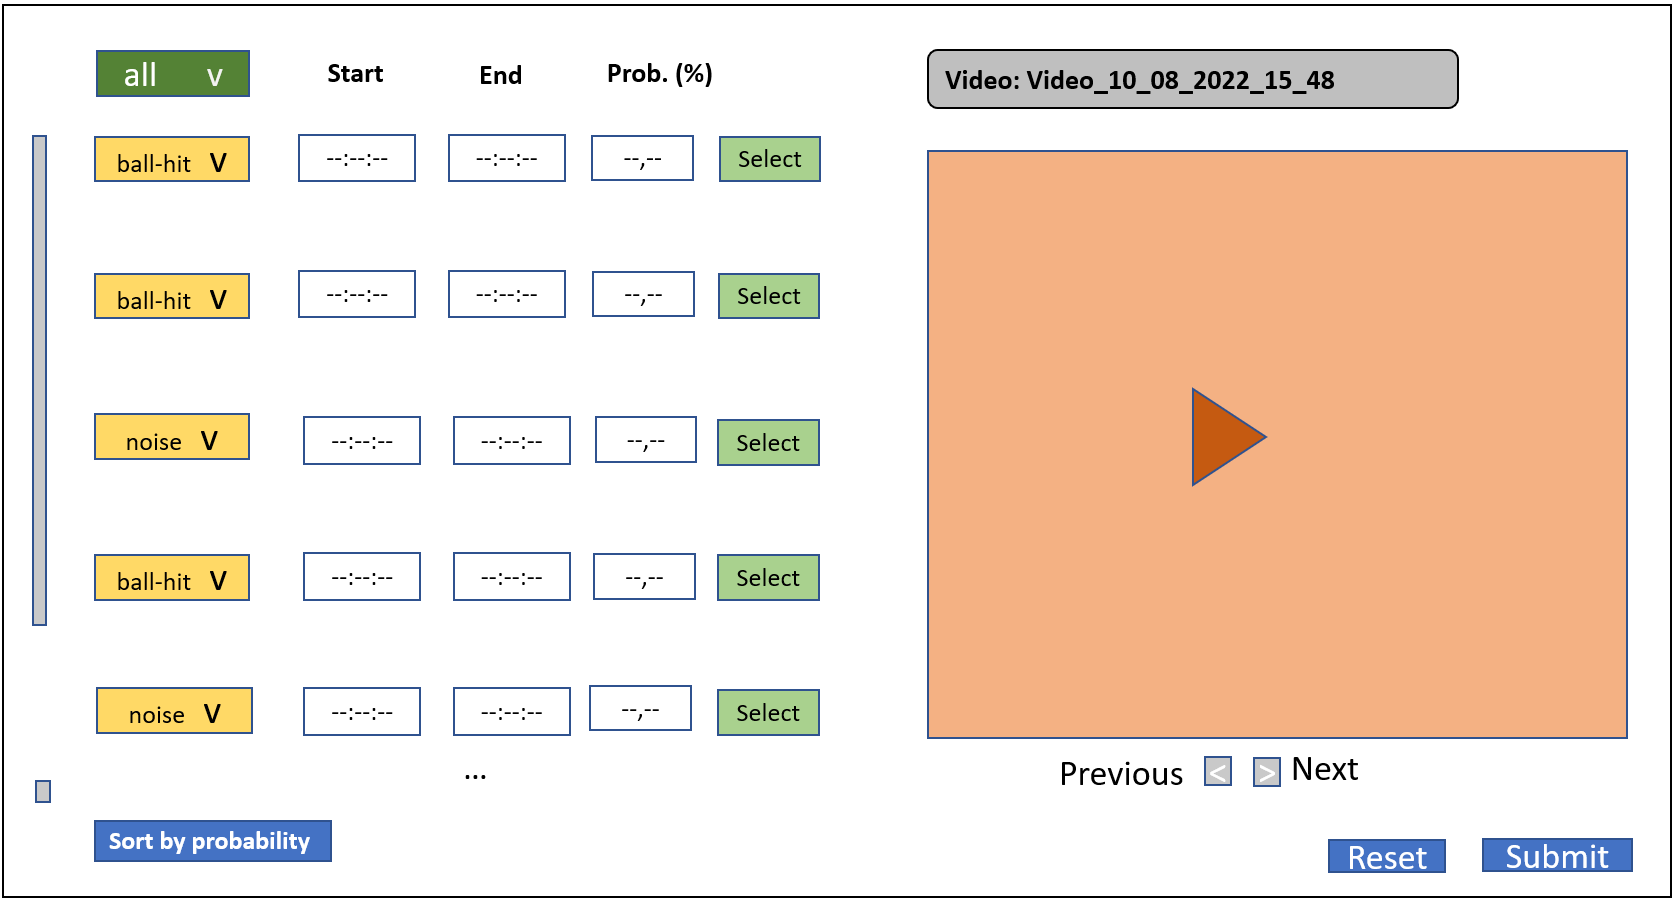 all v Start End Prob. (%)
Video: Video_10_08_2022_15_48
ball-hit V --:--:-- --:--:-- --,-- Select
ball-hit V --:--:-- --:--:-- --,-- Select
noise V --:--:-- --:--:-- --,-- Select
ball-hit V --:--:-- --:--:-- --,-- Select
noise V --:--:-- --:--:-- --,-- Select
...
Previous < > Next
Sort by probability
Reset Submit